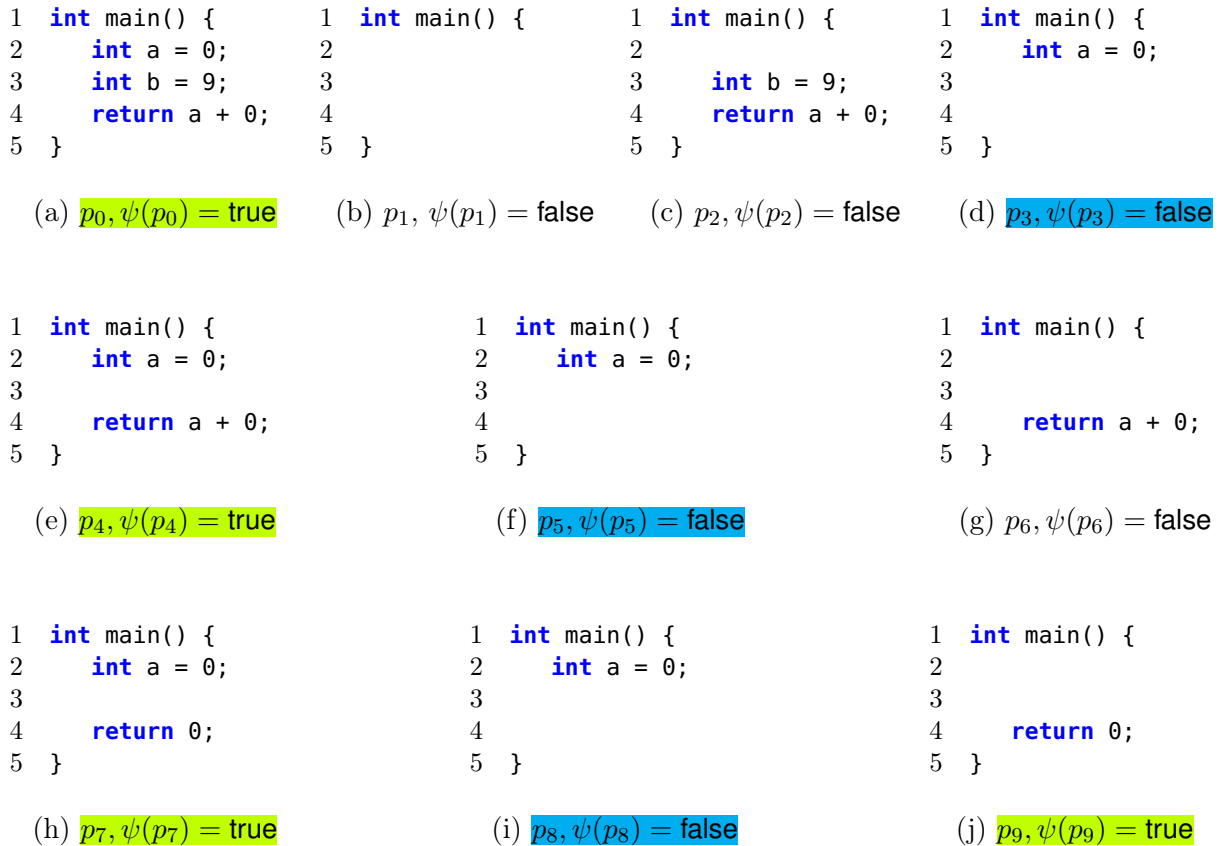 1 int main() { 1 int main() { 1 int main() { 1 int main() {
2 int a = 0; 2 2 2 int a = 0;
3 int b = 9; 3 3 int b = 9; 3
4 return a + 0; 4 4 return a + 0; 4
5 } 5 } 5 } 5 }
(a) p₀, ψ(p₀) = true (b) p₁, ψ(p₁) = false (c) p₂, ψ(p₂) = false (d) p₃, ψ(p₃) = false
1 int main() { 1 int main() { 1 int main() {
2 int a = 0; 2 int a = 0; 2
3 3 3
4 return a + 0; 4 4 return a + 0;
5 } 5 } 5 }
(e) p₄, ψ(p₄) = true (f) p₅, ψ(p₅) = false (g) p₆, ψ(p₆) = false
1 int main() { 1 int main() { 1 int main() {
2 int a = 0; 2 int a = 0; 2
3 3 3
4 return 0; 4 4 return 0;
5 } 5 } 5 }
(h) p₇, ψ(p₇) = true (i) p₈, ψ(p₈) = false (j) p₉, ψ(p₉) = true